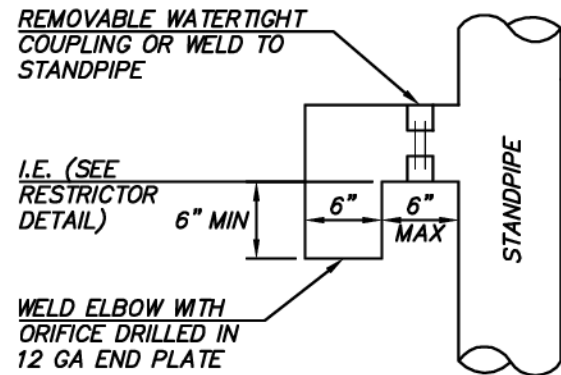 REMOVABLE WATERTIGHT
COUPLING OR WELD TO
STANDPIPE
I.E. (SEE
RESTRICTOR
DETAIL)
6" MIN
6"
6"
MAX
STANDPIPE
WELD ELBOW WITH
ORIFICE DRILLED IN
12 GA END PLATE